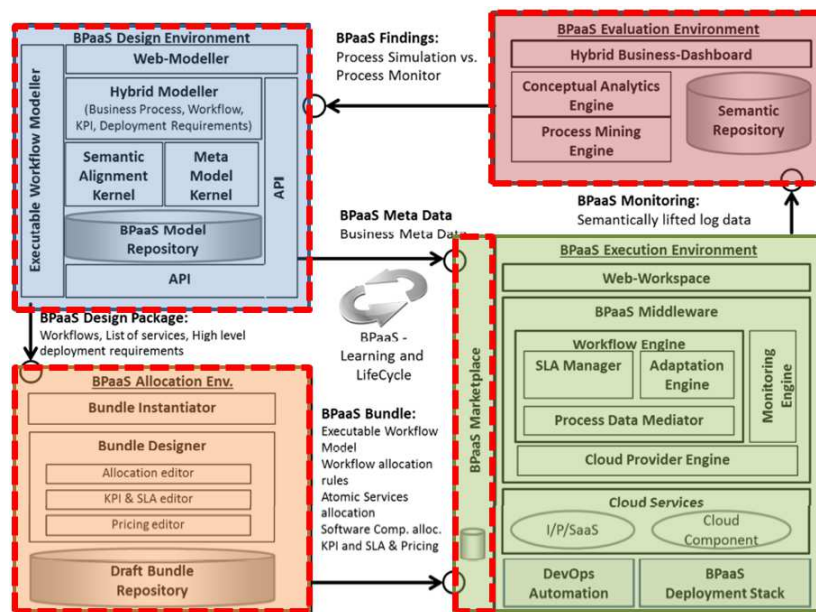 BPaaS Design Environment
Web-Modeller
Executable Workflow Modeller
Hybrid Modeller
(Business Process, Workflow,
KPI, Deployment Requirements)
Semantic
Alignment
Kernel
Meta
Model
Kernel
API
BPaaS Model
Repository
API
BPaaS Findings:
Process Simulation vs.
Process Monitor
BPaaS Evaluation Environment
Hybrid Business-Dashboard
Conceptual Analytics
Engine
Process Mining
Engine
Semantic
Repository
BPaaS Monitoring:
Semantically lifted log data
BPaaS Meta Data
Business Meta Data
BPaaS -
Learning and
LifeCycle
BPaaS Design Package:
Workflows, List of services, High level
deployment requirements
BPaaS Allocation Env.
Bundle Instantiator
Bundle Designer
Allocation editor
KPI & SLA editor
Pricing editor
Draft Bundle
Repository
BPaaS Bundle:
Executable Workflow
Model
Workflow allocation
rules
Atomic Services
allocation
Software Comp. alloc.
KPI and SLA & Pricing
BPaaS Marketplace
BPaaS Execution Environment
Web-Workspace
BPaaS Middleware
Workflow Engine
SLA Manager
Adaptation
Engine
Process Data Mediator
Monitoring
Engine
Cloud Provider Engine
Cloud Services
I/P/SaaS
Cloud
Component
DevOps
Automation
BPaaS
Deployment Stack